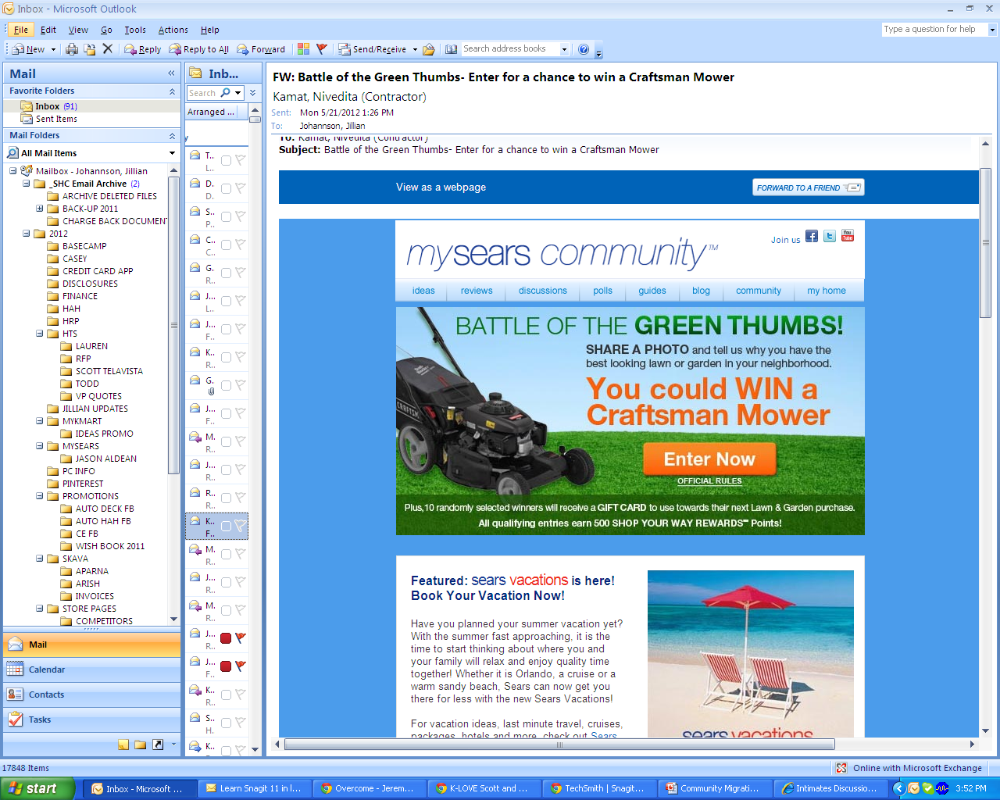 Inbox - Microsoft Outlook
File Edit View Go Tools Actions Help
Type a question for help
New Reply Reply to All Forward Send/Receive Search address books
Mail
Favorite Folders
Inbox (91)
Sent Items
Mail Folders
All Mail Items
Mailbox - Johannson, Jillian
_SHC Email Archive (2)
ARCHIVE DELETED FILES
BACK-UP 2011
CHARGE BACK DOCUMENT
2012
BASECAMP
CASEY
CREDIT CARD APP
DISCLOSURES
FINANCE
HAH
HRP
HTS
LAUREN
RFP
SCOTT TELAVISTA
TODD
VP QUOTES
JILLIAN UPDATES
MYKMART
IDEAS PROMO
MYSEARS
JASON ALDEAN
PC INFO
PINTEREST
PROMOTIONS
AUTO DECK FB
AUTO HAH FB
CE FB
WISH BOOK 2011
SKAVA
APARNA
ARISH
INVOICES
STORE PAGES
COMPETITORS
Mail
Calendar
Contacts
Tasks
Inb...
Search
Arranged ...
y
T..
L..
D..
D..
S..
P..
C..
C..
G..
R..
J...
L..
J...
F..
K..
R..
G..
J...
F..
M..
R..
J...
R..
R..
R..
K..
F..
M..
R..
J...
R..
M..
R..
J...
R..
J...
F..
K..
R..
S..
H..
K..
FW: Battle of the Green Thumbs- Enter for a chance to win a Craftsman Mower
Kamat, Nivedita (Contractor)
Sent: Mon 5/21/2012 1:26 PM
To: Johannson, Jillian
To: Kamat, Nivedita (Contractor)
Subject: Battle of the Green Thumbs- Enter for a chance to win a Craftsman Mower
View as a webpage
FORWARD TO A FRIEND
mysears community™
Join us
You Tube
ideas reviews discussions polls guides blog community my home
BATTLE OF THE GREEN THUMBS!
SHARE A PHOTO and tell us why you have the
best looking lawn or garden in your neighborhood.
You could WIN a
Craftsman Mower
Enter Now
OFFICIAL RULES
Plus,10 randomly selected winners will receive a GIFT CARD to use towards their next Lawn & Garden purchase.
All qualifying entries earn 500 SHOP YOUR WAY REWARDS℠ Points!
Featured: sears vacations is here!
Book Your Vacation Now!
Have you planned your summer vacation yet?
With the summer fast approaching, it is the
time to start thinking about where you and
your family will relax and enjoy quality time
together! Whether it is Orlando, a cruise or a
warm sandy beach, Sears can now get you
there for less with the new Sears Vacations!
For vacation ideas, last minute travel, cruises,
packages, hotels and more, check out Sears
sears vacations
17848 Items
Online with Microsoft Exchange
start
Inbox - Microsoft ...
Learn Snagit 11 in l...
Overcome - Jerem...
K-LOVE Scott and ...
TechSmith | Snagit...
Community Migrati...
Intimates Discussio...
3:52 PM